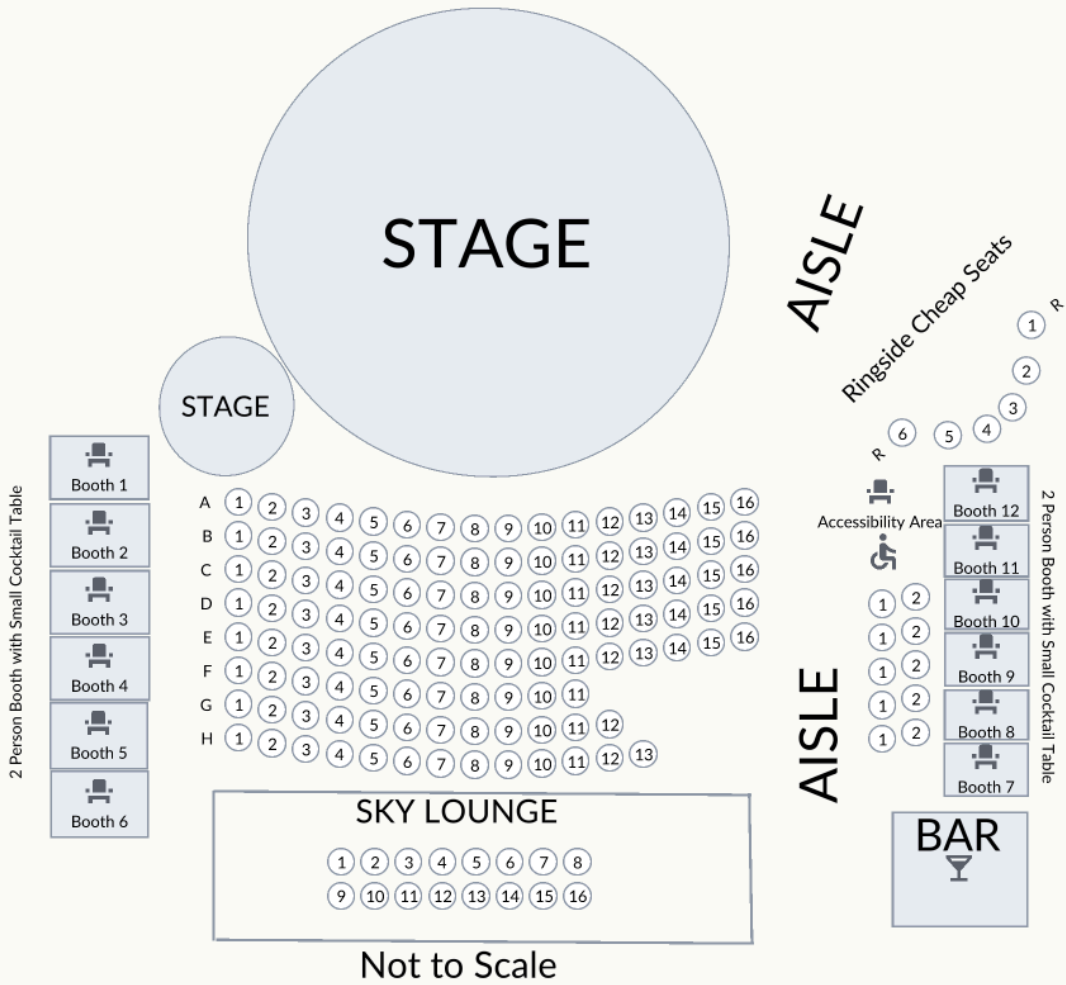 STAGE
STAGE
AISLE
Ringside Cheap Seats
R
1
2
3
4
5
6
R
2 Person Booth with Small Cocktail Table
Booth 1
Booth 2
Booth 3
Booth 4
Booth 5
Booth 6
A 1 2 3 4 5 6 7 8 9 10 11 12 13 14 15 16
B 1 2 3 4 5 6 7 8 9 10 11 12 13 14 15 16
C 1 2 3 4 5 6 7 8 9 10 11 12 13 14 15 16
D 1 2 3 4 5 6 7 8 9 10 11 12 13 14 15 16
E 1 2 3 4 5 6 7 8 9 10 11 12 13 14 15 16
F 1 2 3 4 5 6 7 8 9 10 11
G 1 2 3 4 5 6 7 8 9 10 11 12
H 1 2 3 4 5 6 7 8 9 10 11 12 13
Accessibility Area
1 2
1 2
1 2
1 2
1 2
AISLE
Booth 12
Booth 11
Booth 10
Booth 9
Booth 8
Booth 7
2 Person Booth with Small Cocktail Table
BAR
SKY LOUNGE
1 2 3 4 5 6 7 8
9 10 11 12 13 14 15 16
Not to Scale